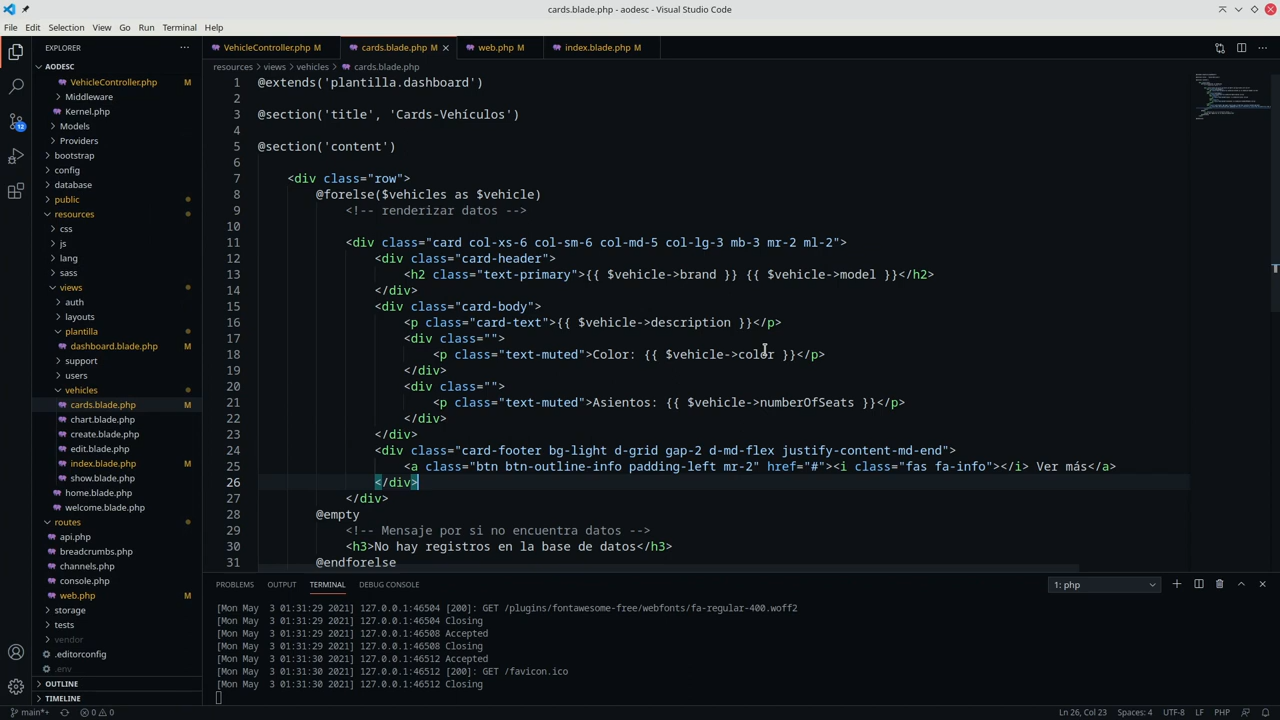 cards.blade.php - aodesc - Visual Studio Code
File Edit Selection View Go Run Terminal Help
EXPLORER
VehicleController.php M
cards.blade.php M
web.php M
index.blade.php M
AODESC
resources > views > vehicles > cards.blade.php
VehicleController.php M
Middleware
Kernel.php
Models
Providers
bootstrap
config
database
public
resources
css
js
lang
sass
views
auth
layouts
plantilla
dashboard.blade.php M
support
users
vehicles
cards.blade.php M
chart.blade.php
create.blade.php
edit.blade.php
index.blade.php M
show.blade.php
home.blade.php
welcome.blade.php
routes
api.php
breadcrumbs.php
channels.php
console.php
web.php M
storage
tests
vendor
.editorconfig
.env
OUTLINE
TIMELINE
12
1 @extends('plantilla.dashboard')
2
3 @section('title', 'Cards-Vehículos')
4
5 @section('content')
6
7 <div class="row">
8 @forelse($vehicles as $vehicle)
9 <!-- renderizar datos -->
10
11 <div class="card col-xs-6 col-sm-6 col-md-5 col-lg-3 mb-3 mr-2 ml-2">
12 <div class="card-header">
13 <h2 class="text-primary">{{ $vehicle->brand }} {{ $vehicle->model }}</h2>
14 </div>
15 <div class="card-body">
16 <p class="card-text">{{ $vehicle->description }}</p>
17 <div class="">
18 <p class="text-muted">Color: {{ $vehicle->color }}</p>
19 </div>
20 <div class="">
21 <p class="text-muted">Asientos: {{ $vehicle->numberOfSeats }}</p>
22 </div>
23 </div>
24 <div class="card-footer bg-light d-grid gap-2 d-md-flex justify-content-md-end">
25 <a class="btn btn-outline-info padding-left mr-2" href="#"><i class="fas fa-info"></i> Ver más</a>
26 </div>
27 </div>
28 @empty
29 <!-- Mensaje por si no encuentra datos -->
30 <h3>No hay registros en la base de datos</h3>
31 @endforelse
PROBLEMS OUTPUT TERMINAL DEBUG CONSOLE
1: php
[Mon May  3 01:31:29 2021] 127.0.0.1:46504 [200]: GET /plugins/fontawesome-free/webfonts/fa-regular-400.woff2
[Mon May  3 01:31:29 2021] 127.0.0.1:46504 Closing
[Mon May  3 01:31:29 2021] 127.0.0.1:46508 Accepted
[Mon May  3 01:31:29 2021] 127.0.0.1:46508 Closing
[Mon May  3 01:31:30 2021] 127.0.0.1:46512 Accepted
[Mon May  3 01:31:30 2021] 127.0.0.1:46512 [200]: GET /favicon.ico
[Mon May  3 01:31:30 2021] 127.0.0.1:46512 Closing
main*+ 0 0
Ln 26, Col 23 Spaces: 4 UTF-8 LF PHP